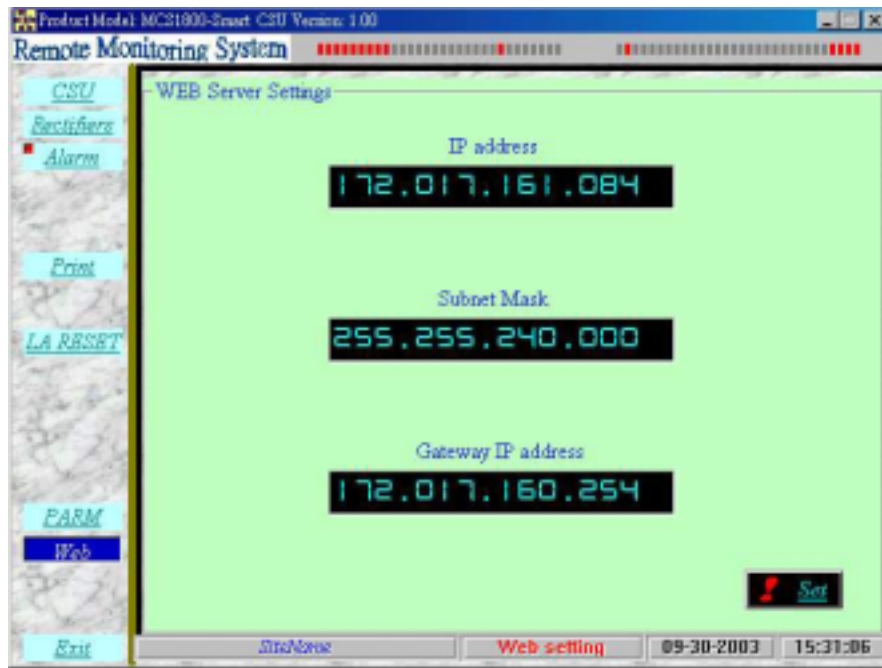 Product Model: MCS1800-Smart CSU Version: 1.00
Remote Monitoring System
CSU
Rectifiers
Alarm
Print
LA RESET
PARM
Web
Exit
WEB Server Settings
IP address
172.017.161.084
Subnet Mask
255.255.240.000
Gateway IP address
172.017.160.254
Set
SiteName
Web setting
09-30-2003
15:31:06